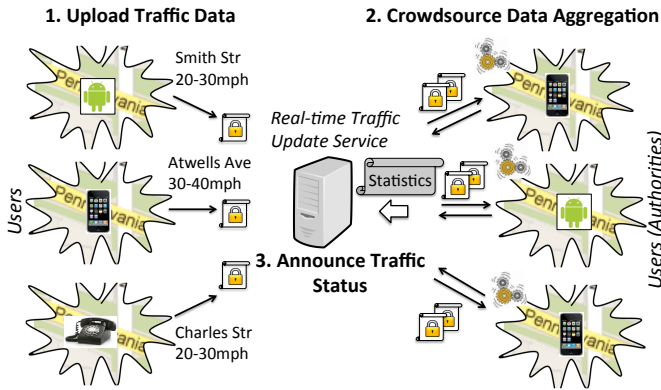 1. Upload Traffic Data
2. Crowdsource Data Aggregation
Smith Str
20-30mph
Pennsylvania
Real-time Traffic
Update Service
Atwells Ave
30-40mph
Statistics
Users
Users (Authorities)
3. Announce Traffic
Status
Charles Str
20-30mph